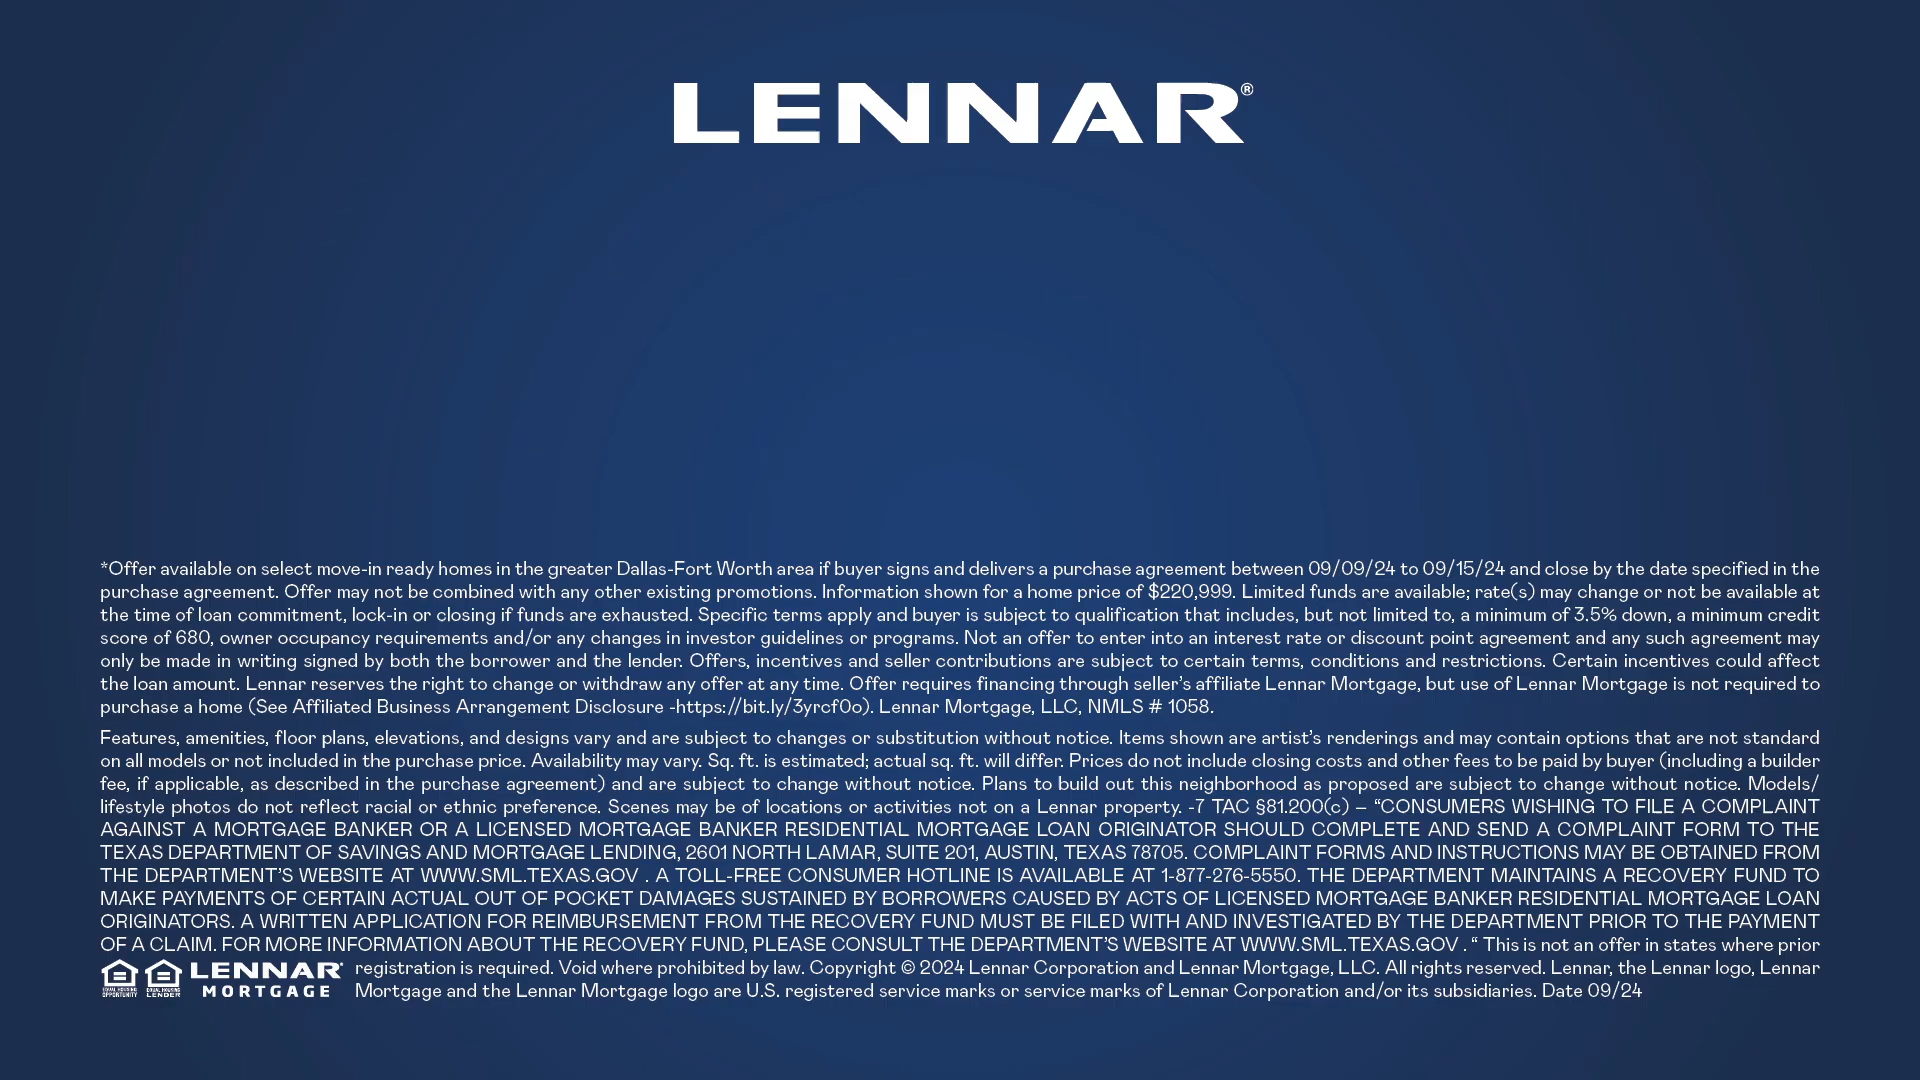 LENNAR®
*Offer available on select move-in ready homes in the greater Dallas-Fort Worth area if buyer signs and delivers a purchase agreement between 09/09/24 to 09/15/24 and close by the date specified in the
purchase agreement. Offer may not be combined with any other existing promotions. Information shown for a home price of $220,999. Limited funds are available; rate(s) may change or not be available at
the time of loan commitment, lock-in or closing if funds are exhausted. Specific terms apply and buyer is subject to qualification that includes, but not limited to, a minimum of 3.5% down, a minimum credit
score of 680, owner occupancy requirements and/or any changes in investor guidelines or programs. Not an offer to enter into an interest rate or discount point agreement and any such agreement may
only be made in writing signed by both the borrower and the lender. Offers, incentives and seller contributions are subject to certain terms, conditions and restrictions. Certain incentives could affect
the loan amount. Lennar reserves the right to change or withdraw any offer at any time. Offer requires financing through seller’s affiliate Lennar Mortgage, but use of Lennar Mortgage is not required to
purchase a home (See Affiliated Business Arrangement Disclosure -https://bit.ly/3yrcf0o). Lennar Mortgage, LLC, NMLS # 1058.
Features, amenities, floor plans, elevations, and designs vary and are subject to changes or substitution without notice. Items shown are artist’s renderings and may contain options that are not standard
on all models or not included in the purchase price. Availability may vary. Sq. ft. is estimated; actual sq. ft. will differ. Prices do not include closing costs and other fees to be paid by buyer (including a builder
fee, if applicable, as described in the purchase agreement) and are subject to change without notice. Plans to build out this neighborhood as proposed are subject to change without notice. Models/
lifestyle photos do not reflect racial or ethnic preference. Scenes may be of locations or activities not on a Lennar property. -7 TAC §81.200(c) – “CONSUMERS WISHING TO FILE A COMPLAINT
AGAINST A MORTGAGE BANKER OR A LICENSED MORTGAGE BANKER RESIDENTIAL MORTGAGE LOAN ORIGINATOR SHOULD COMPLETE AND SEND A COMPLAINT FORM TO THE
TEXAS DEPARTMENT OF SAVINGS AND MORTGAGE LENDING, 2601 NORTH LAMAR, SUITE 201, AUSTIN, TEXAS 78705. COMPLAINT FORMS AND INSTRUCTIONS MAY BE OBTAINED FROM
THE DEPARTMENT’S WEBSITE AT WWW.SML.TEXAS.GOV . A TOLL-FREE CONSUMER HOTLINE IS AVAILABLE AT 1-877-276-5550. THE DEPARTMENT MAINTAINS A RECOVERY FUND TO
MAKE PAYMENTS OF CERTAIN ACTUAL OUT OF POCKET DAMAGES SUSTAINED BY BORROWERS CAUSED BY ACTS OF LICENSED MORTGAGE BANKER RESIDENTIAL MORTGAGE LOAN
ORIGINATORS. A WRITTEN APPLICATION FOR REIMBURSEMENT FROM THE RECOVERY FUND MUST BE FILED WITH AND INVESTIGATED BY THE DEPARTMENT PRIOR TO THE PAYMENT
OF A CLAIM. FOR MORE INFORMATION ABOUT THE RECOVERY FUND, PLEASE CONSULT THE DEPARTMENT’S WEBSITE AT WWW.SML.TEXAS.GOV . “ This is not an offer in states where prior
registration is required. Void where prohibited by law. Copyright © 2024 Lennar Corporation and Lennar Mortgage, LLC. All rights reserved. Lennar, the Lennar logo, Lennar
Mortgage and the Lennar Mortgage logo are U.S. registered service marks or service marks of Lennar Corporation and/or its subsidiaries. Date 09/24
EQUAL HOUSING
OPPORTUNITY
EQUAL HOUSING
LENDER
LENNAR®
MORTGAGE